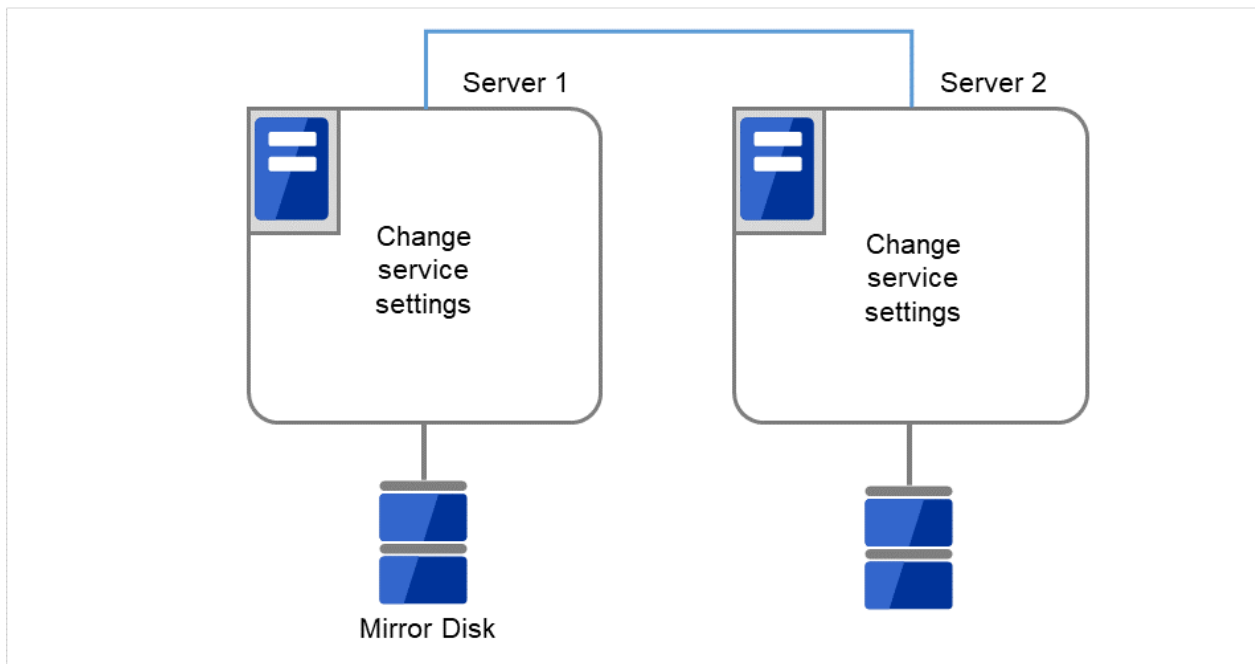 Server 1
Server 2
Change
service
settings
Change
service
settings
Mirror Disk